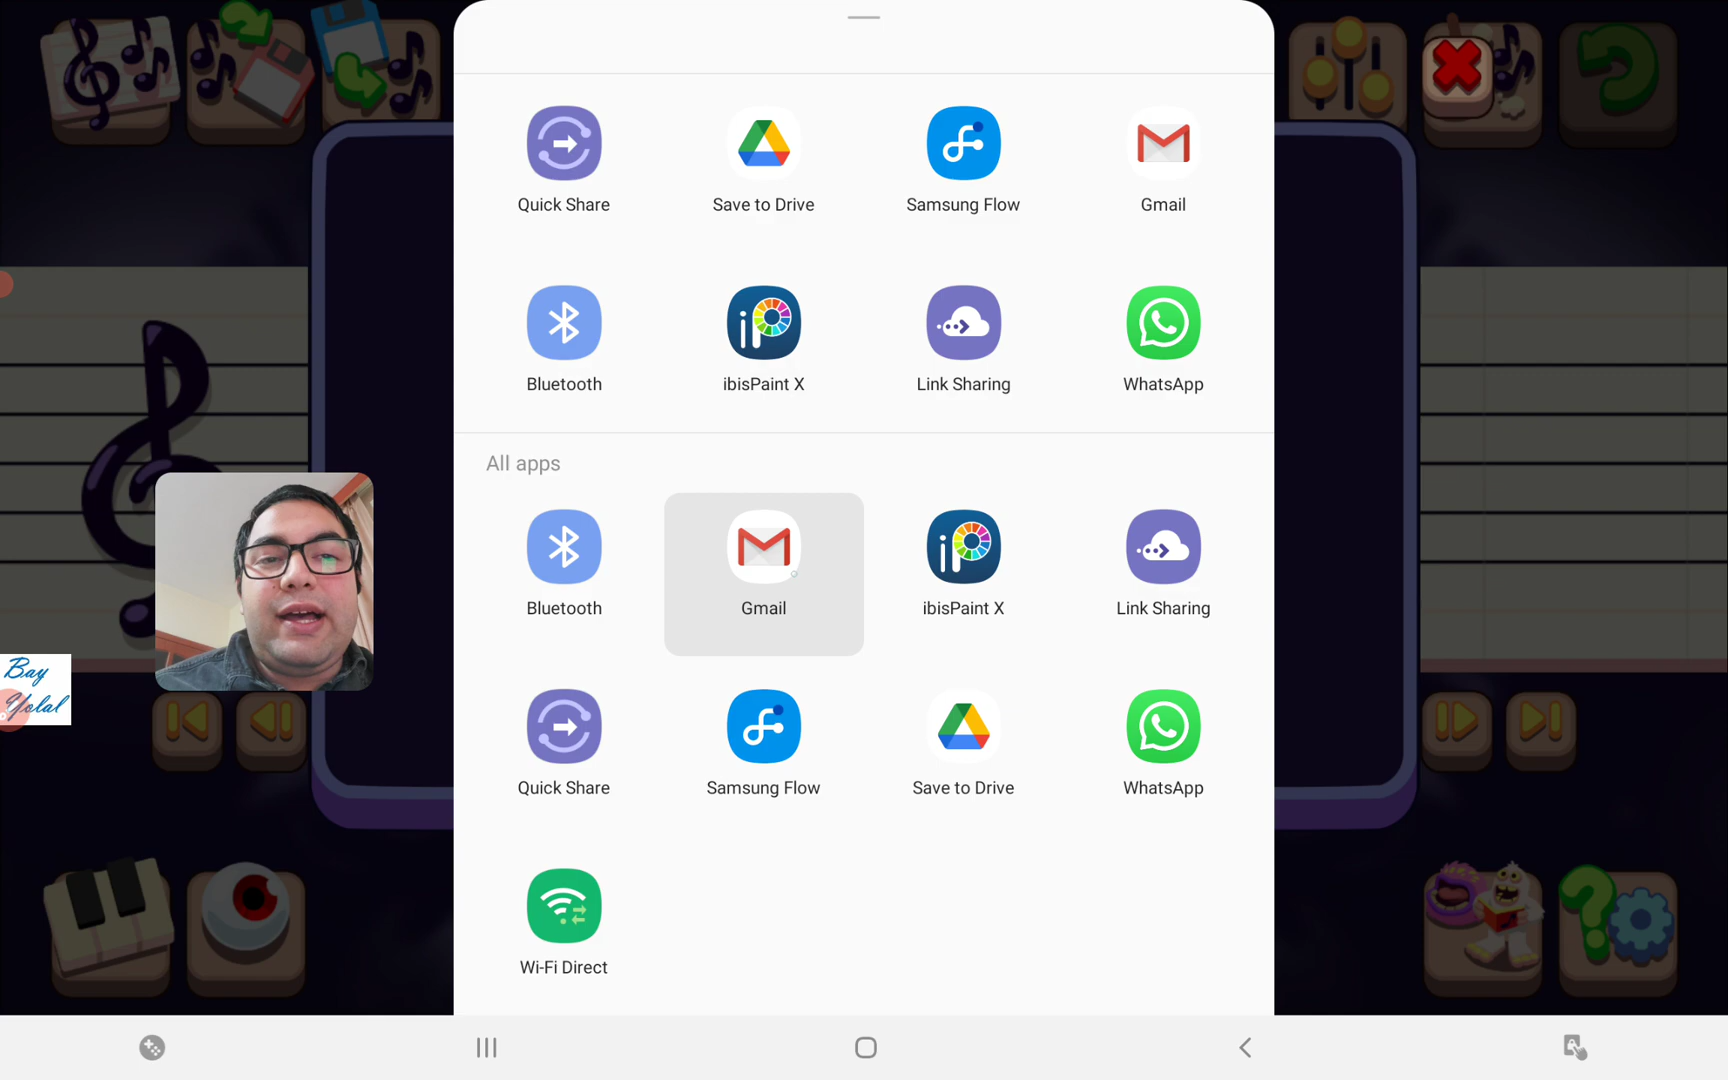 Quick Share
Save to Drive
Samsung Flow
Gmail
Bluetooth
ibisPaint X
Link Sharing
WhatsApp
All apps
Bluetooth
Gmail
ibisPaint X
Link Sharing
Quick Share
Samsung Flow
Save to Drive
WhatsApp
Wi-Fi Direct
Bay
Yolal